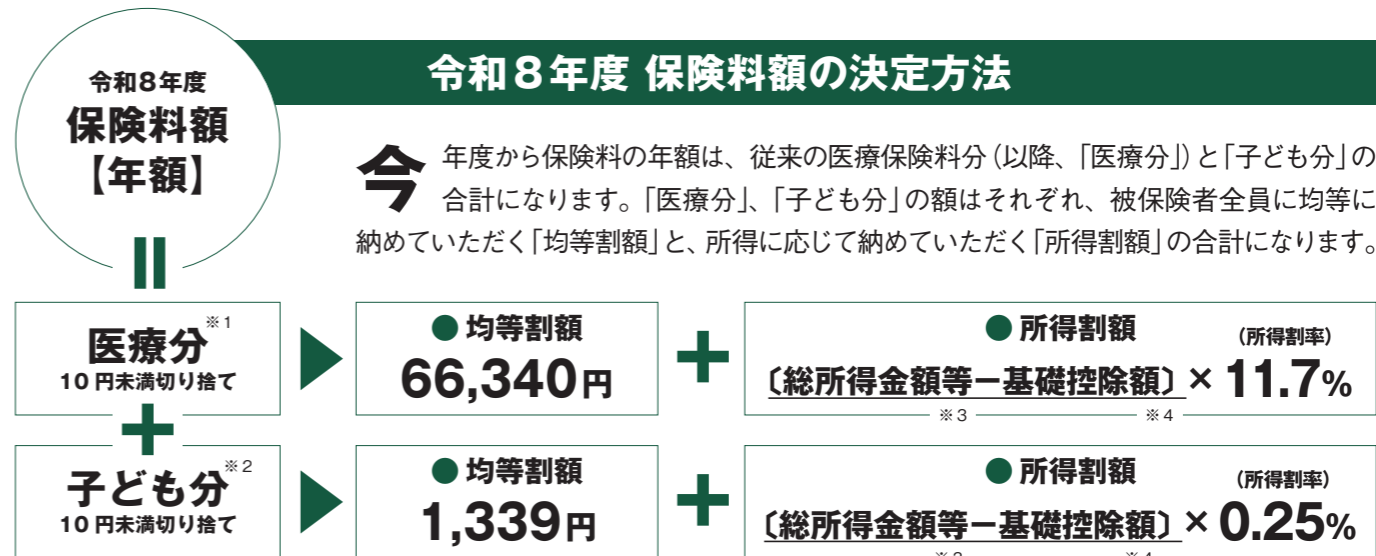 令和8年度
保険料額
【年額】
令和8年度 保険料額の決定方法
今年度から保険料の年額は、従来の医療保険料分（以降、「医療分」）と「子ども分」の
合計になります。「医療分」、「子ども分」の額はそれぞれ、被保険者全員に均等に
納めていただく「均等割額」と、所得に応じて納めていただく「所得割額」の合計になります。
=
医療分※1
10円未満切り捨て
● 均等割額
66,340円
+
● 所得割額 (所得割率)
〔総所得金額等－基礎控除額〕× 11.7%
※3 ※4
+
子ども分※2
10円未満切り捨て
● 均等割額
1,339円
+
● 所得割額 (所得割率)
〔総所得金額等－基礎控除額〕× 0.25%